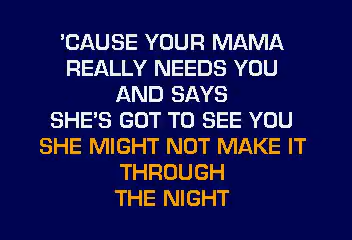 'CAUSE YOUR MAMA
REALLY NEEDS YOU
AND SAYS
SHE'S GOT TO SEE YOU
SHE MIGHT NOT MAKE IT
THROUGH
THE NIGHT